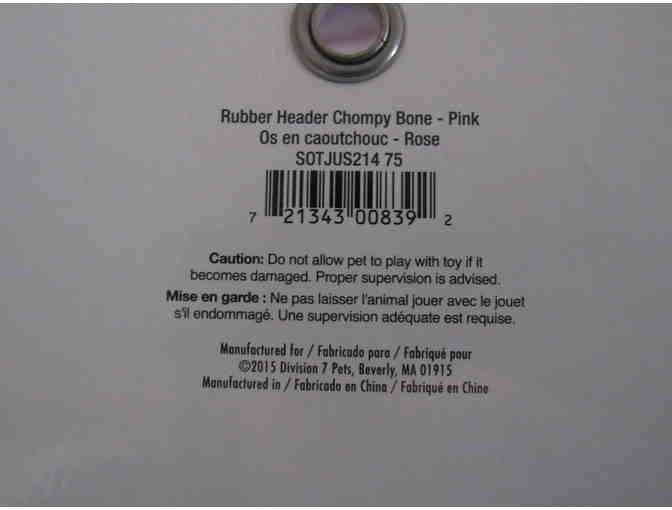 Rubber Header Chompy Bone - Pink
Os en caoutchouc - Rose
SOTJUS214 75
7 21343 00839 2
Caution: Do not allow pet to play with toy if it
becomes damaged. Proper supervision is advised.
Mise en garde : Ne pas laisser l'animal jouer avec le jouet
s'il endommagé. Une supervision adéquate est requise.
Manufactured for / Fabricado para / Fabriqué pour
©2015 Division 7 Pets, Beverly, MA 01915
Manufactured in / Fabricado en China / Fabriqué en Chine